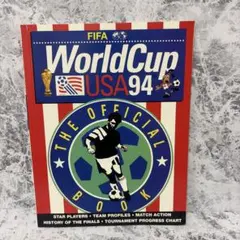 FIFA
WorldCup
USA94
THE OFFICIAL
BOOK
STAR PLAYERS • TEAM PROFILES • MATCH ACTION
HISTORY OF THE FINALS • TOURNAMENT PROGRESS CHART